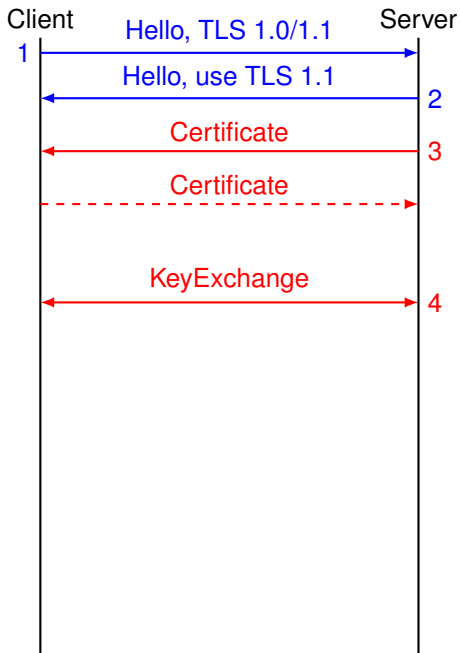 Client Server
1 Hello, TLS 1.0/1.1
Hello, use TLS 1.1 2
Certificate 3
Certificate
KeyExchange 4